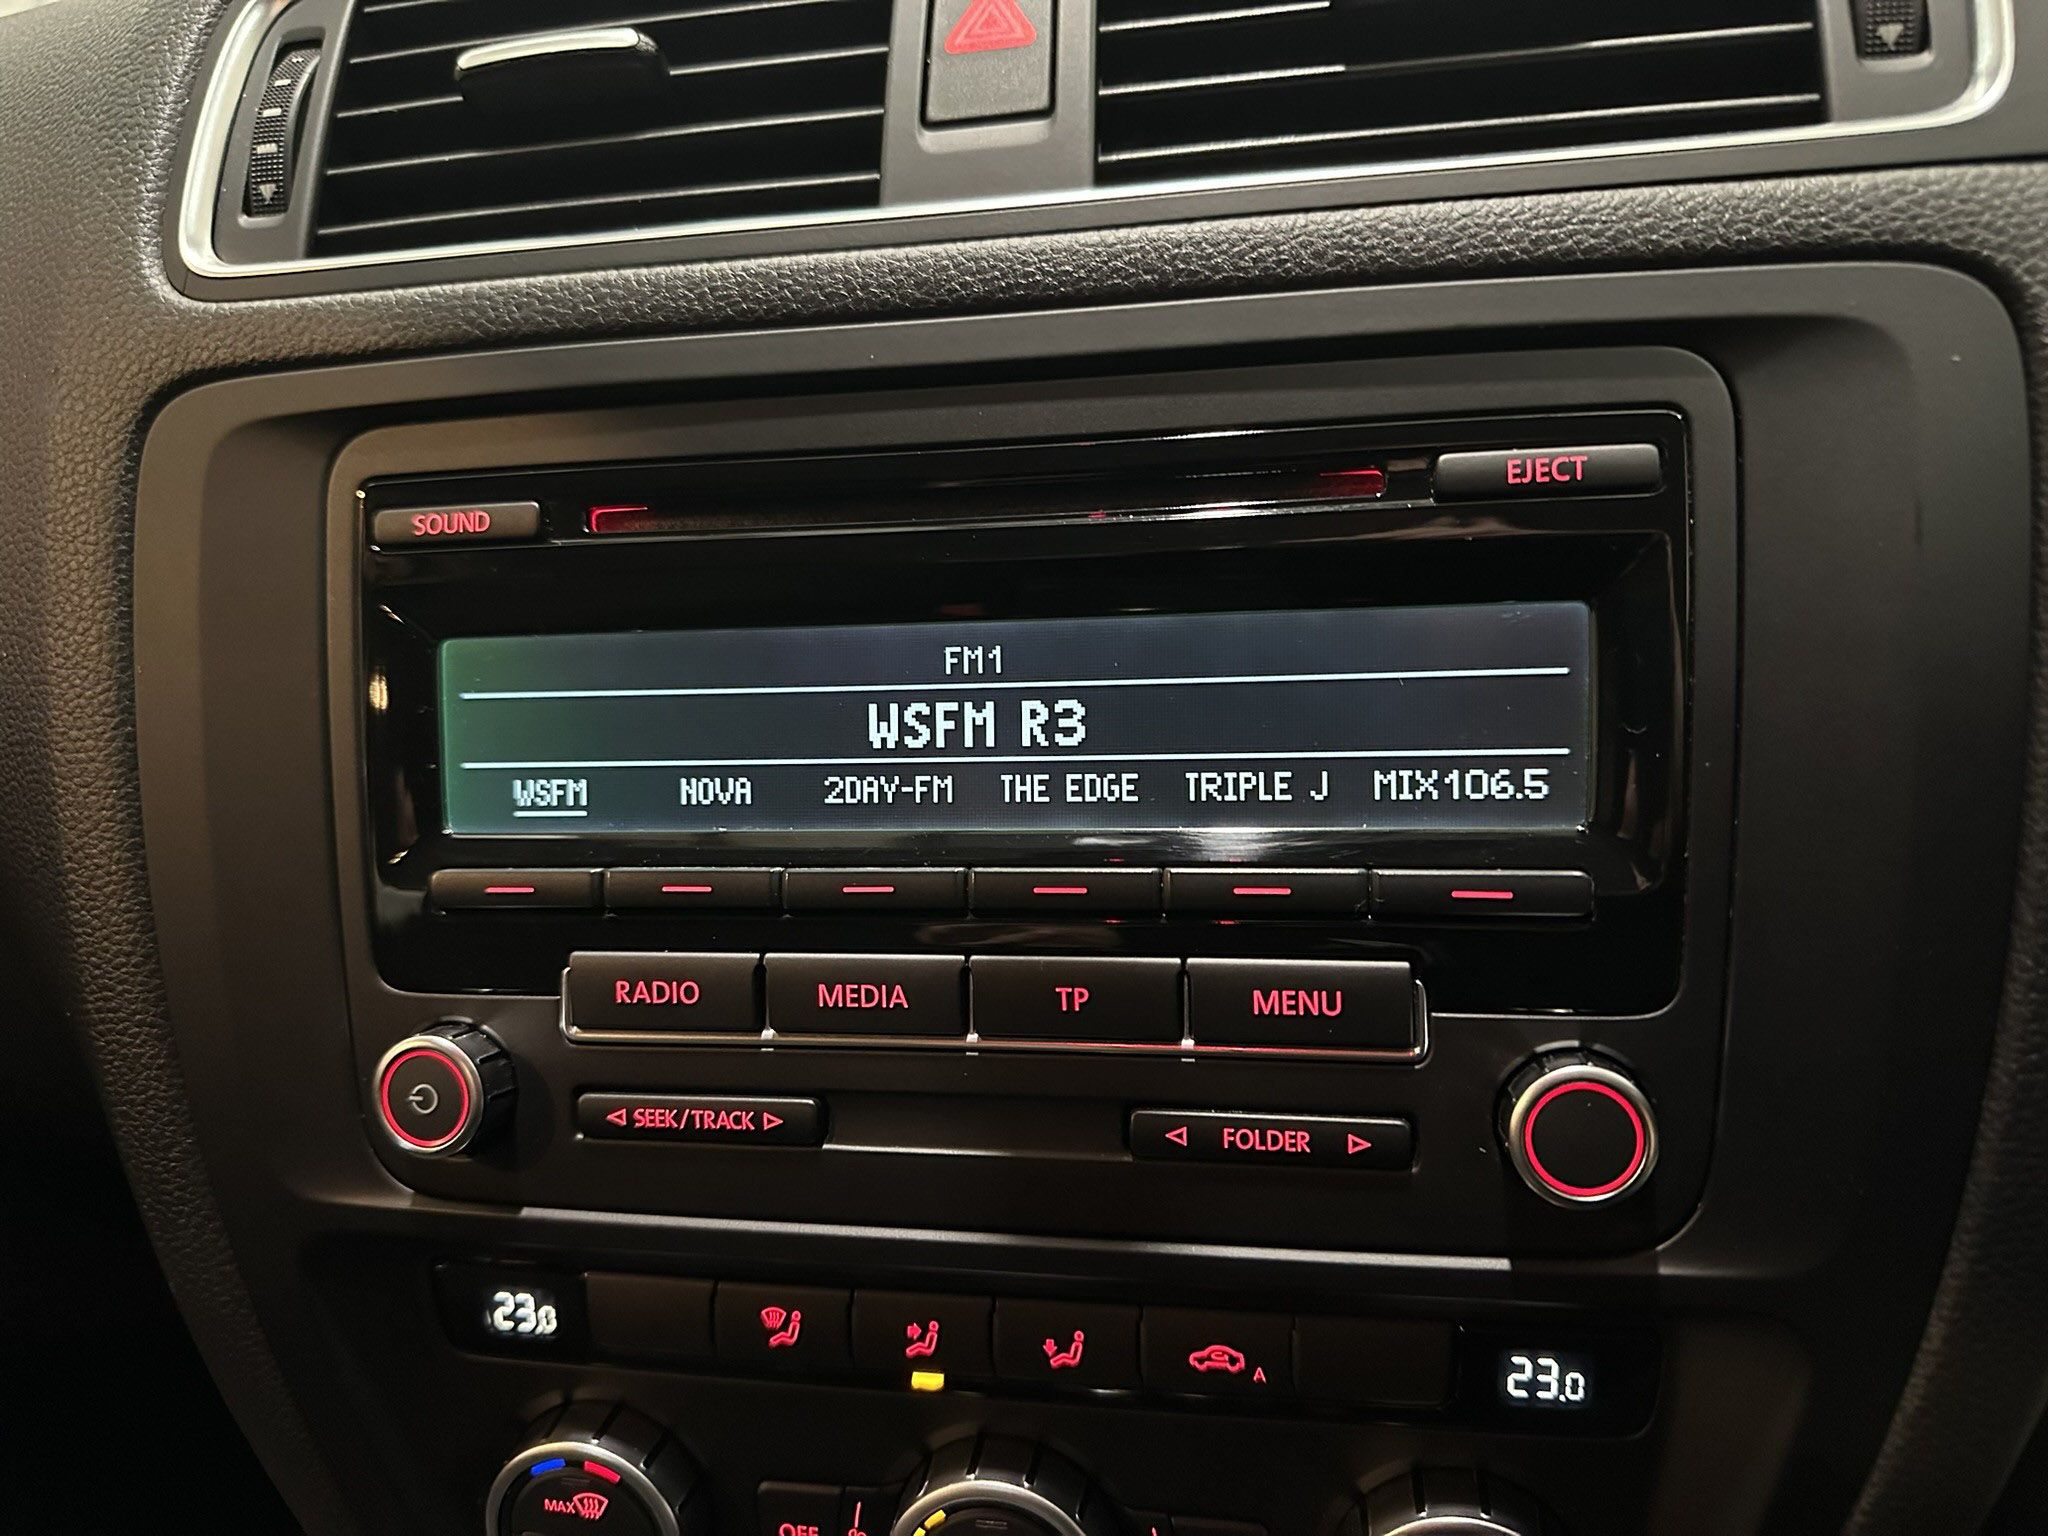 EJECT
SOUND
FM1
WSFM R3
WSFM NOVA 2DAY-FM THE EDGE TRIPLE J MIX106.5
RADIO MEDIA TP MENU
SEEK/TRACK FOLDER
23.0 A 23.0
MAX OFF